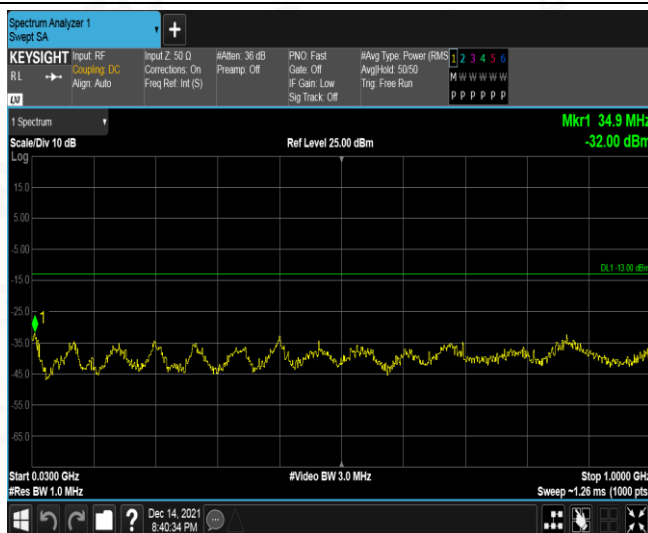 Spectrum Analyzer 1
Swept SA
KEYSIGHT
RL
LXI
Input: RF
Coupling: DC
Align: Auto
Input Z: 50 Ω
Corrections: On
Freq Ref: Int (S)
#Atten: 36 dB
Preamp: Off
PNO: Fast
Gate: Off
IF Gain: Low
Sig Track: Off
#Avg Type: Power (RMS
Avg|Hold: 50/50
Trig: Free Run
1 2 3 4 5 6
M W W W W W
P P P P P P
1 Spectrum
Scale/Div 10 dB
Ref Level 25.00 dBm
Mkr1 34.9 MHz
-32.00 dBm
Log
15.0
5.00
-5.00
DL1 -13.00 dBm
-15.0
-25.0
1
-35.0
-45.0
-55.0
-65.0
Start 0.0300 GHz
#Video BW 3.0 MHz
Stop 1.0000 GHz
#Res BW 1.0 MHz
Sweep ~1.26 ms (1000 pts
?
Dec 14, 2021
8:40:34 PM